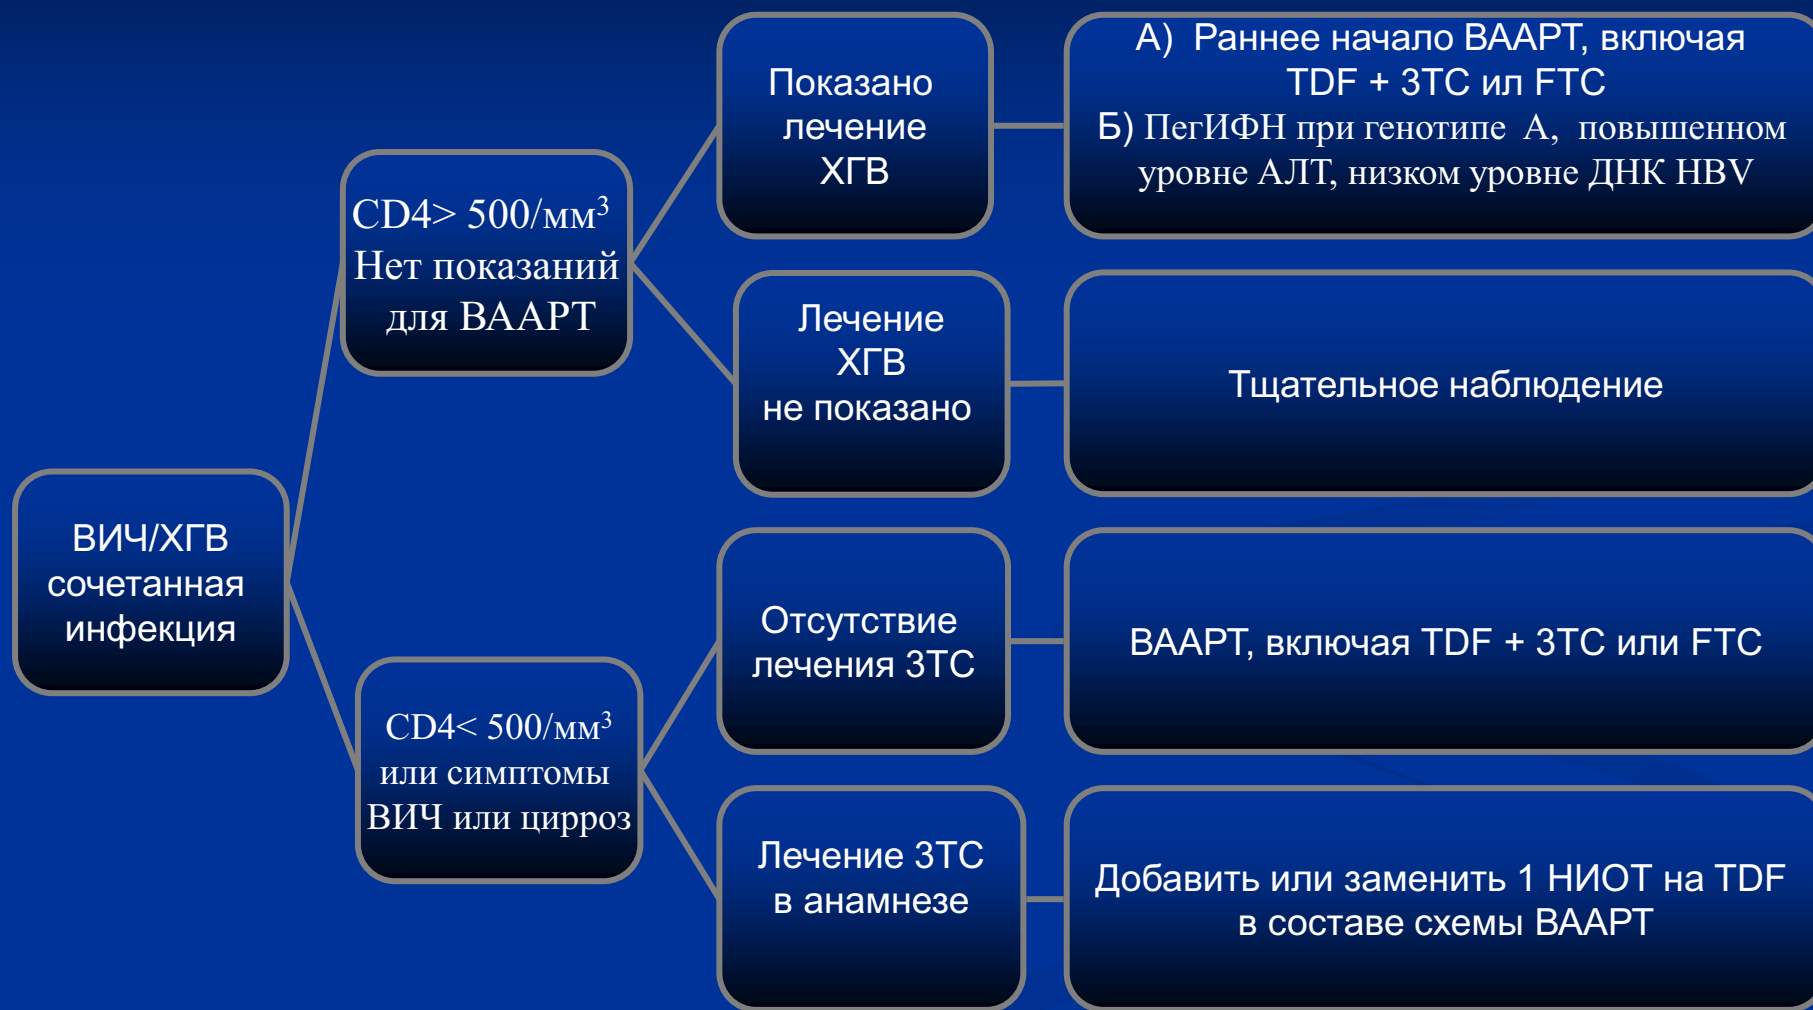 ВИЧ/ХГВ
сочетанная
инфекция
CD4> 500/мм³
Нет показаний
для ВААРТ
Показано
лечение
ХГВ
А) Раннее начало ВААРТ, включая
TDF + 3TC ил FTC
Б) ПегИФН при генотипе А, повышенном
уровне АЛТ, низком уровне ДНК HBV
Лечение
ХГВ
не показано
Тщательное наблюдение
CD4< 500/мм³
или симптомы
ВИЧ или цирроз
Отсутствие
лечения 3ТС
ВААРТ, включая TDF + 3TC или FTC
Лечение 3ТС
в анамнезе
Добавить или заменить 1 НИОТ на TDF
в составе схемы ВААРТ